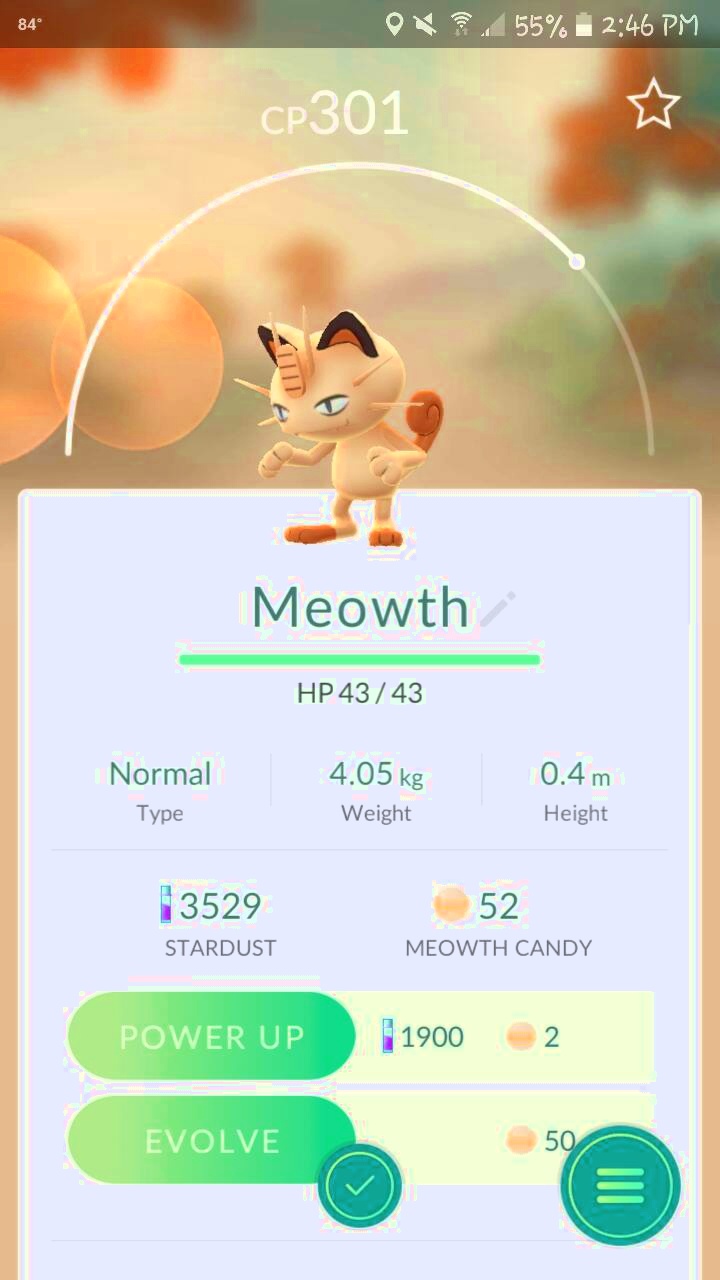 84° 55% 2:46 PM
CP301
Meowth
HP 43 / 43
Normal 4.05 kg 0.4 m
Type Weight Height
3529 52
STARDUST MEOWTH CANDY
POWER UP 1900 2
EVOLVE 50